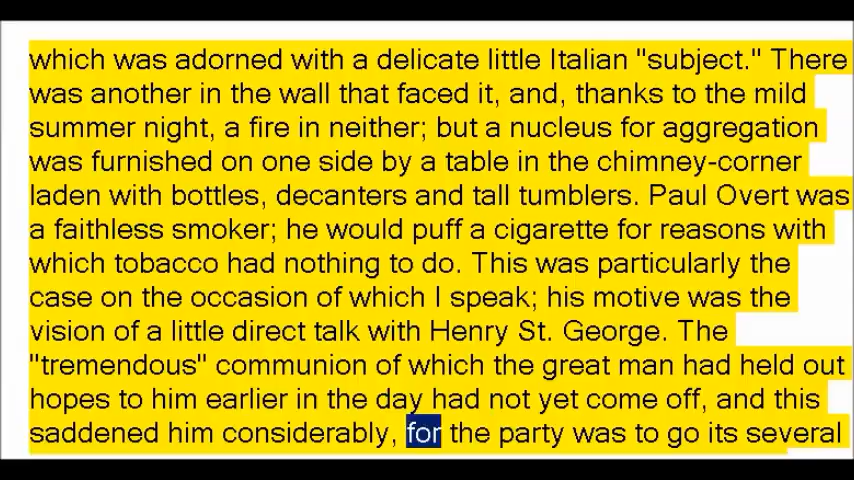 which was adorned with a delicate little Italian "subject." There
was another in the wall that faced it, and, thanks to the mild
summer night, a fire in neither; but a nucleus for aggregation
was furnished on one side by a table in the chimney-corner
laden with bottles, decanters and tall tumblers. Paul Overt was
a faithless smoker; he would puff a cigarette for reasons with
which tobacco had nothing to do. This was particularly the
case on the occasion of which I speak; his motive was the
vision of a little direct talk with Henry St. George. The
"tremendous" communion of which the great man had held out
hopes to him earlier in the day had not yet come off, and this
saddened him considerably, for the party was to go its several